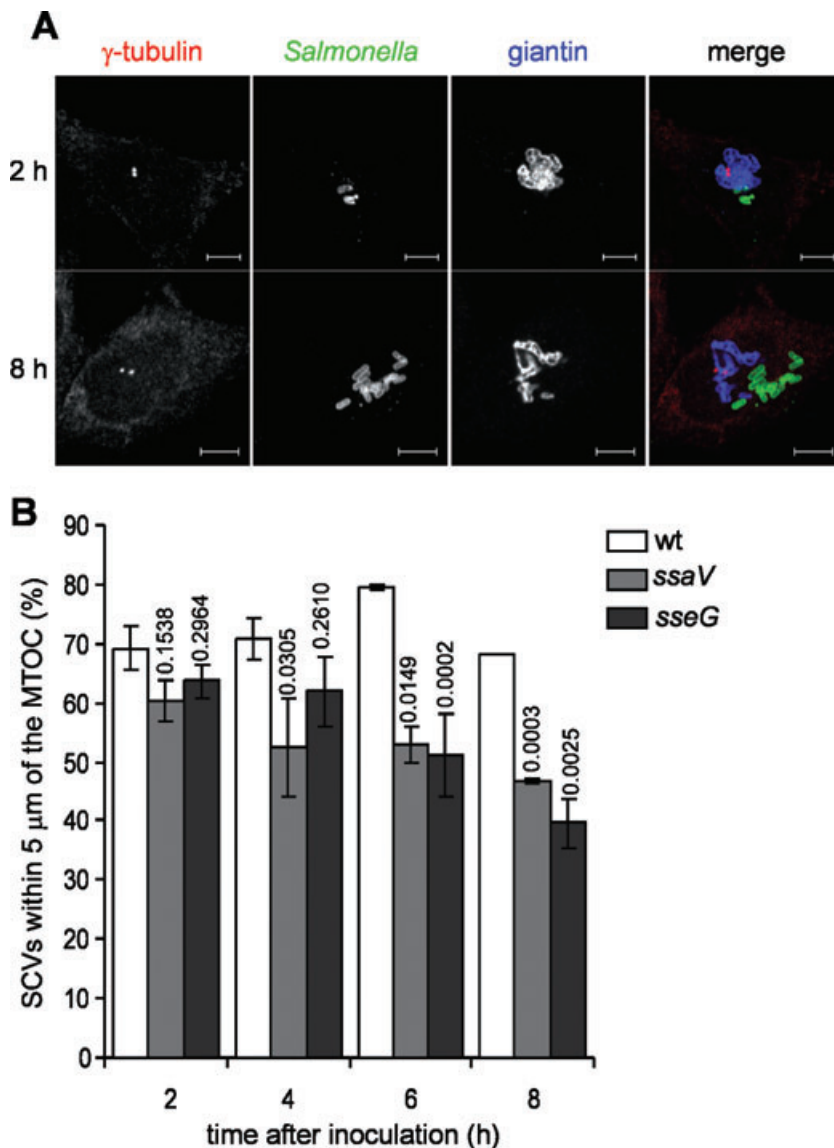 A
γ-tubulin Salmonella giantin merge
2 h
8 h
B
90
80
70
60
50
40
30
20
10
0
SCVs within 5 μm of the MTOC (%)
0.1538
0.2964
0.0305
0.2610
0.0149
0.0002
0.0003
0.0025
wt
ssaV
sseG
2 4 6 8
time after inoculation (h)